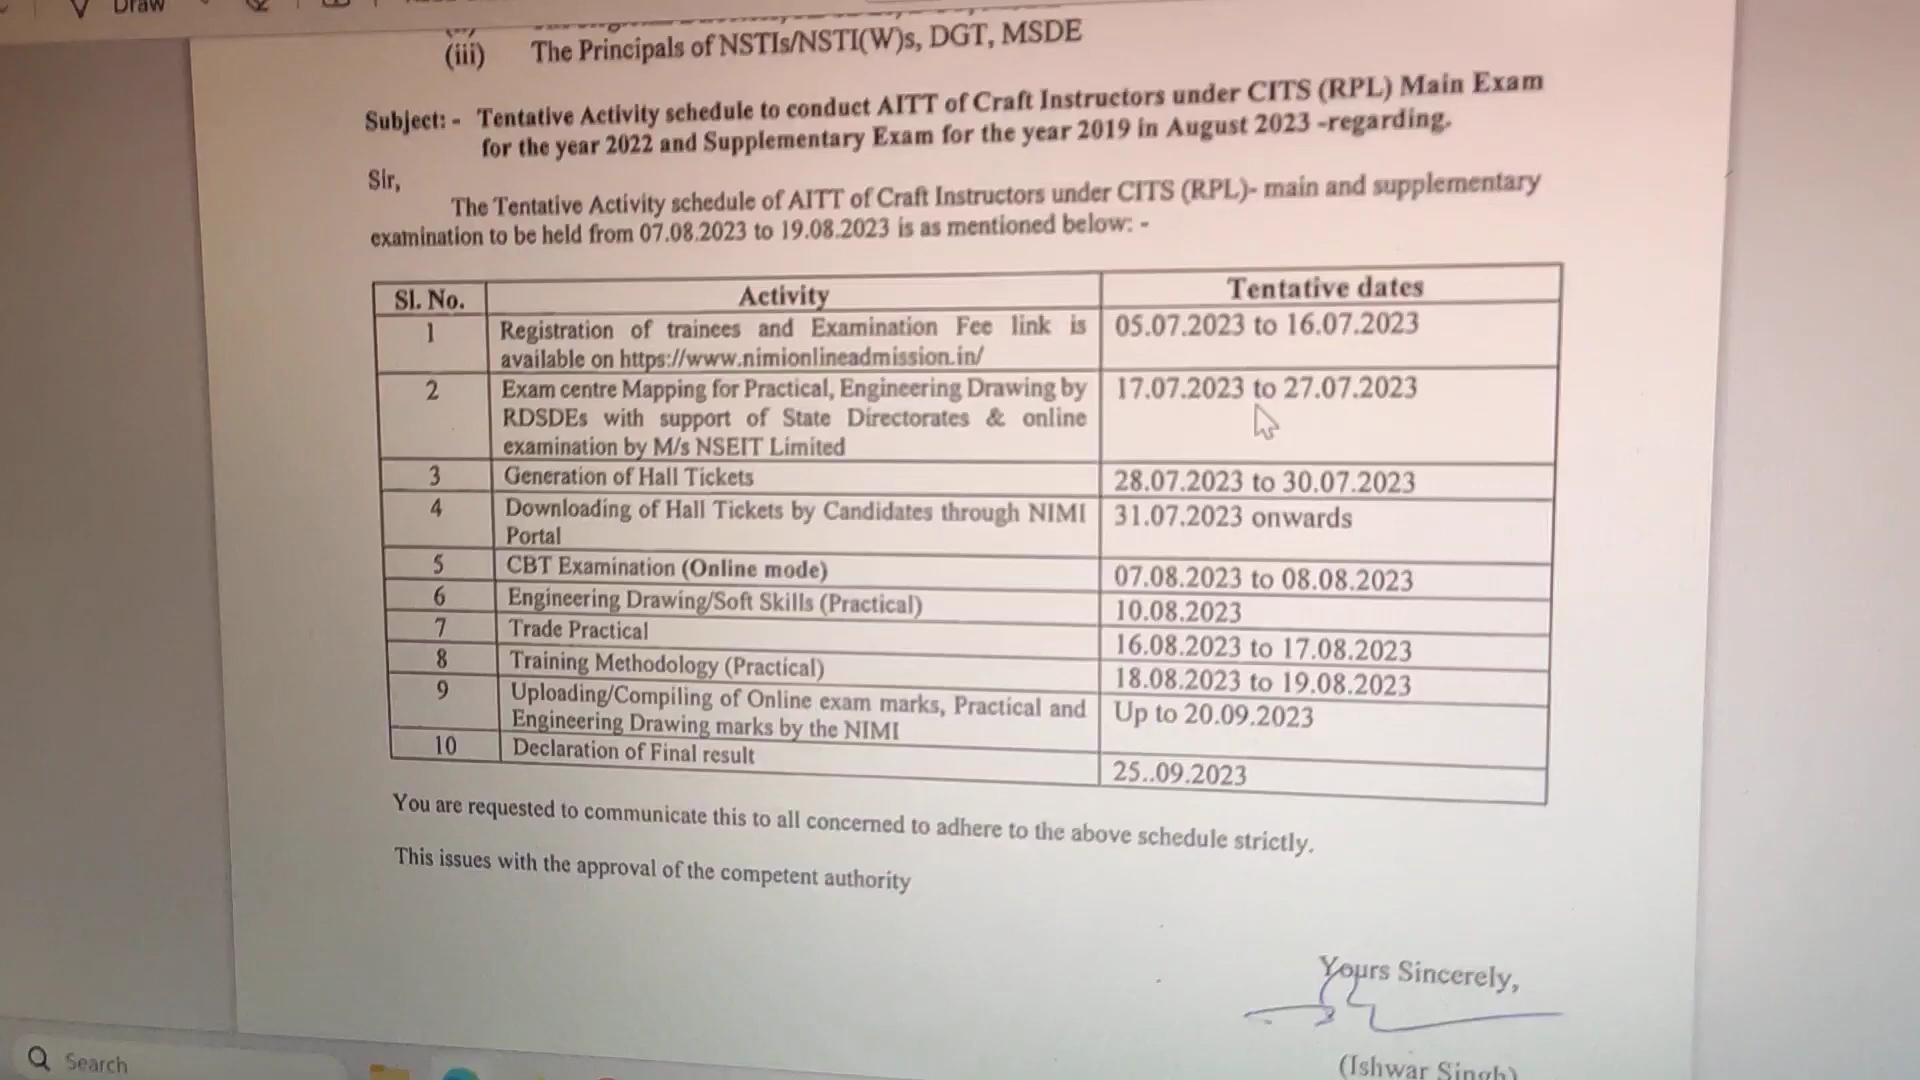 Draw
(iii) The Principals of NSTIs/NSTI(W)s, DGT, MSDE
Subject: - Tentative Activity schedule to conduct AITT of Craft Instructors under CITS (RPL) Main Exam
for the year 2022 and Supplementary Exam for the year 2019 in August 2023 -regarding.
Sir,
The Tentative Activity schedule of AITT of Craft Instructors under CITS (RPL)- main and supplementary
examination to be held from 07.08.2023 to 19.08.2023 is as mentioned below: -
Sl. No. Activity Tentative dates
1 Registration of trainees and Examination Fee link is 05.07.2023 to 16.07.2023
available on https://www.nimionlineadmission.in/
2 Exam centre Mapping for Practical, Engineering Drawing by 17.07.2023 to 27.07.2023
RDSDEs with support of State Directorates & online
examination by M/s NSEIT Limited
3 Generation of Hall Tickets 28.07.2023 to 30.07.2023
4 Downloading of Hall Tickets by Candidates through NIMI 31.07.2023 onwards
Portal
5 CBT Examination (Online mode) 07.08.2023 to 08.08.2023
6 Engineering Drawing/Soft Skills (Practical) 10.08.2023
7 Trade Practical 16.08.2023 to 17.08.2023
8 Training Methodology (Practical) 18.08.2023 to 19.08.2023
9 Uploading/Compiling of Online exam marks, Practical and Up to 20.09.2023
Engineering Drawing marks by the NIMI
10 Declaration of Final result 25..09.2023
You are requested to communicate this to all concerned to adhere to the above schedule strictly.
This issues with the approval of the competent authority
Yours Sincerely,
(Ishwar Singh)
Search